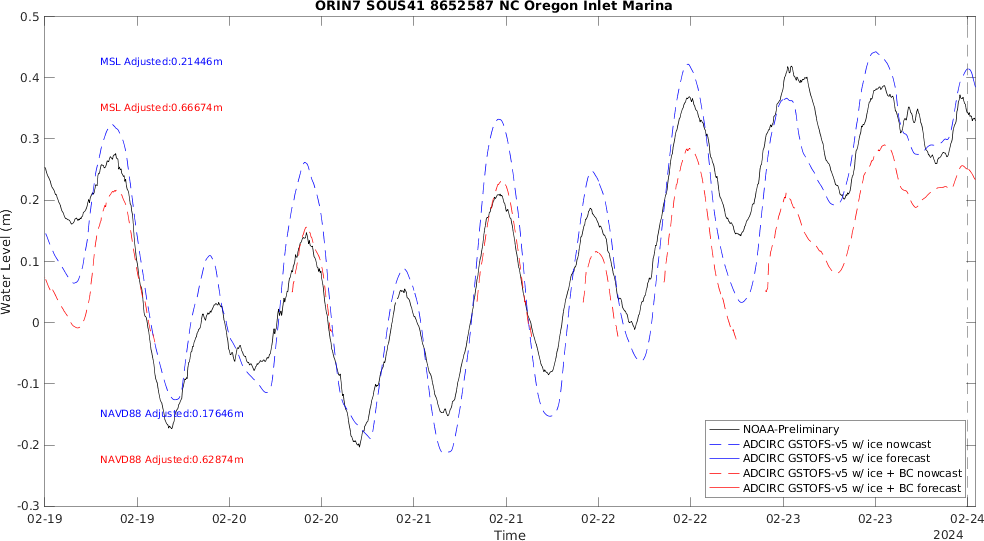 ORIN7 SOUS41 8652587 NC Oregon Inlet Marina
0.5
0.4
0.3
0.2
0.1
0
-0.1
-0.2
-0.3
Water Level (m)
MSL Adjusted:0.21446m
MSL Adjusted:0.66674m
NAVD88 Adjusted:0.17646m
NAVD88 Adjusted:0.62874m
NOAA-Preliminary
ADCIRC GSTOFS-v5 w/ ice nowcast
ADCIRC GSTOFS-v5 w/ ice forecast
ADCIRC GSTOFS-v5 w/ ice + BC nowcast
ADCIRC GSTOFS-v5 w/ ice + BC forecast
02-19 02-19 02-20 02-20 02-21 02-21 02-22 02-22 02-23 02-23 02-24
Time
2024